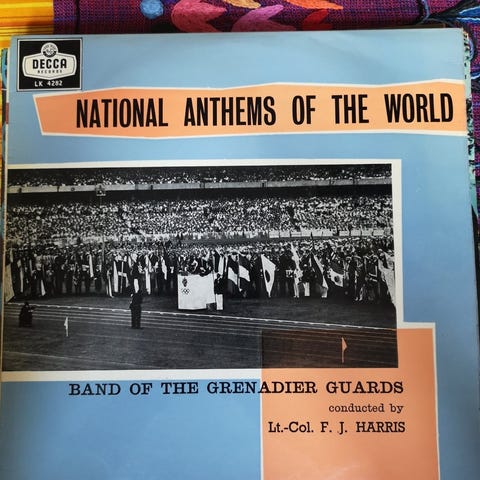 DECCA
RECORDS
LK 4282
NATIONAL ANTHEMS OF THE WORLD
BAND OF THE GRENADIER GUARDS
conducted by
Lt.-Col. F. J. HARRIS